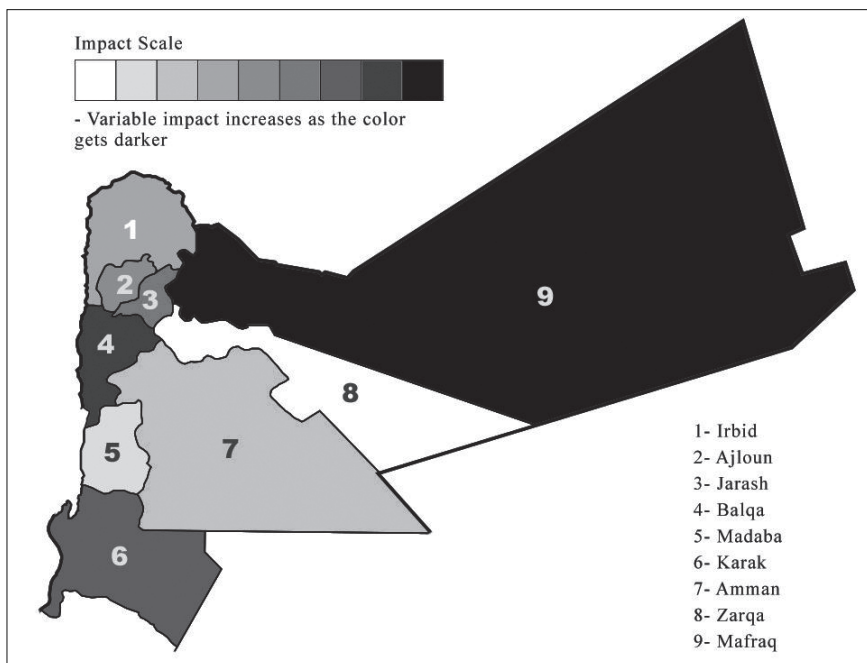 Impact Scale
- Variable impact increases as the color
gets darker
1
2
3
4
5
6
7
8
9
1- Irbid
2- Ajloun
3- Jarash
4- Balqa
5- Madaba
6- Karak
7- Amman
8- Zarqa
9- Mafraq